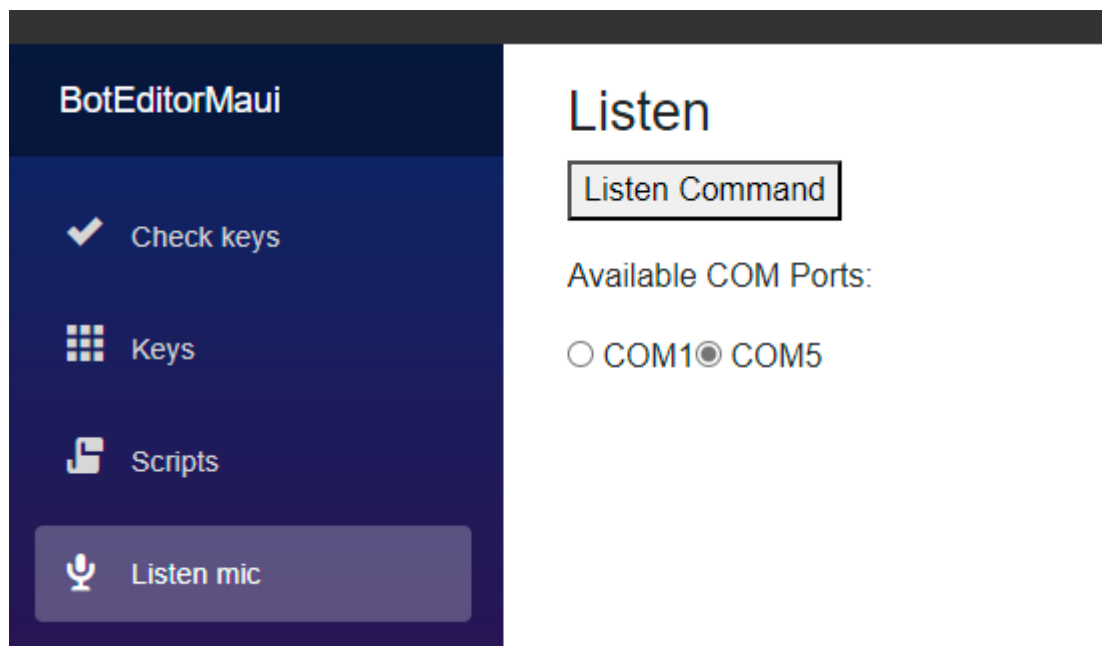 BotEditorMaui
Check keys
Keys
Scripts
Listen mic
Listen
Listen Command
Available COM Ports:
COM1 COM5